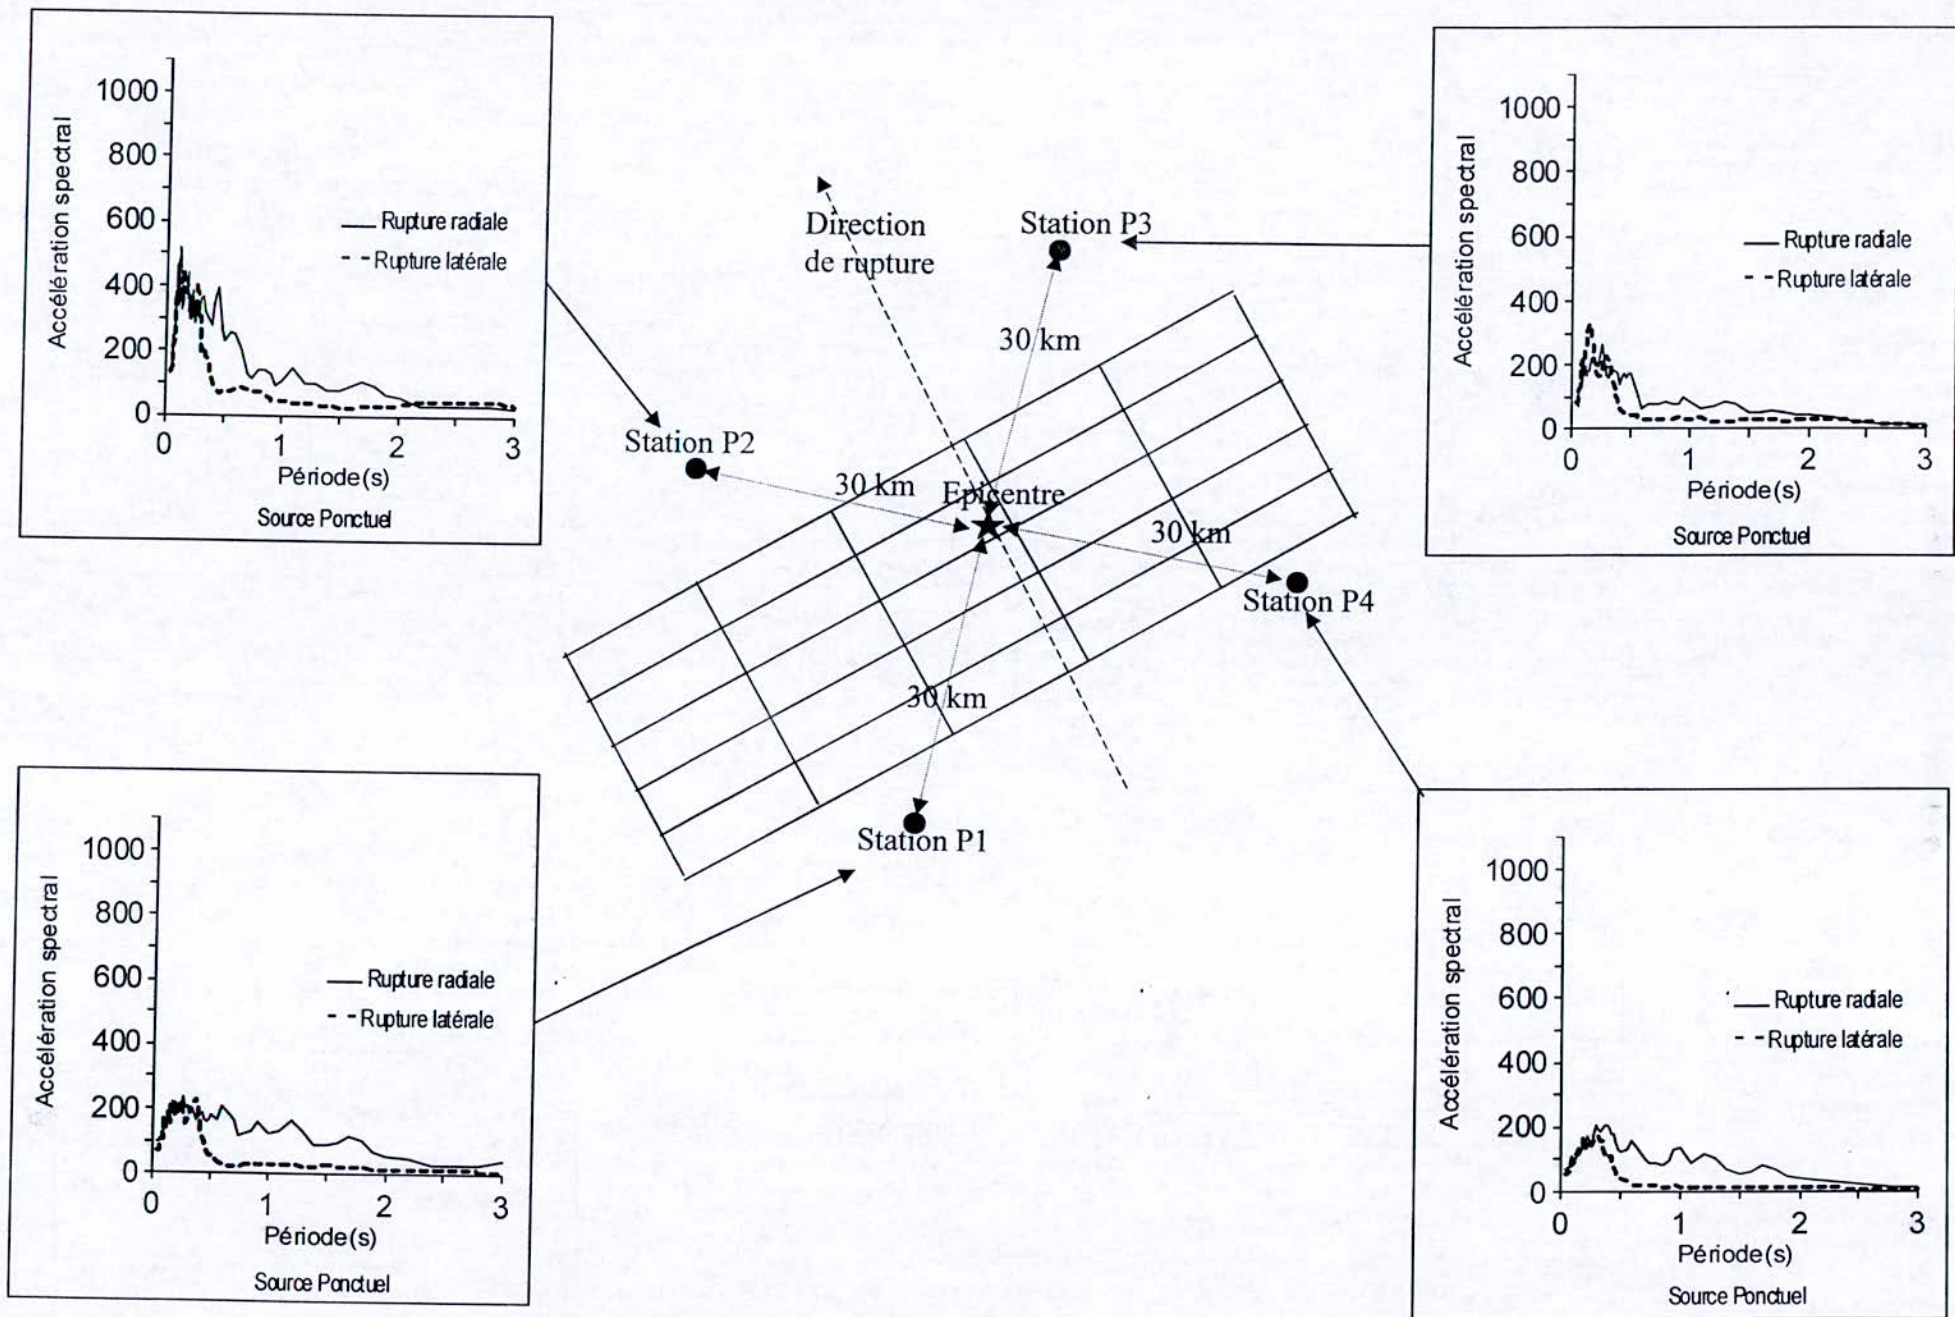 Accélération spectral
1000
800
600
400
200
0
0 1 2 3
Rupture radiale
Rupture latérale
Période(s)
Source Ponctuel
Direction
de rupture
Station P3
30 km
Station P2
30 km
Epicentre
30 km
Station P4
30 km
Station P1
Accélération spectral
1000
800
600
400
200
0
0 1 2 3
Rupture radiale
Rupture latérale
Période(s)
Source Ponctuel
Accélération spectral
1000
800
600
400
200
0
0 1 2 3
Rupture radiale
Rupture latérale
Période(s)
Source Ponctuel
Accélération spectral
1000
800
600
400
200
0
0 1 2 3
Rupture radiale
Rupture latérale
Période(s)
Source Ponctuel